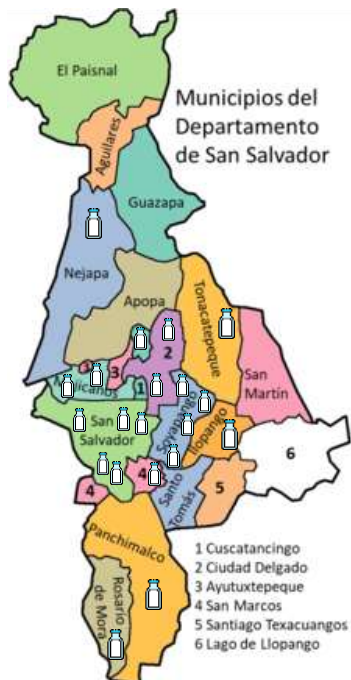 El Paisnal
Municipios del
Departamento
de San Salvador
Aguilares
Guazapa
Nejapa
Apopa
Tonacatepeque
2
3
3
San
Martín
Mejicanos
1
San
Salvador
Soyapango
Ilopango
6
4
4
Santo
Tomás
5
Panchimalco
Rosario
de Mora
1 Cuscatancingo
2 Ciudad Delgado
3 Ayutuxtepeque
4 San Marcos
5 Santiago Texacuangos
6 Lago de Llopango